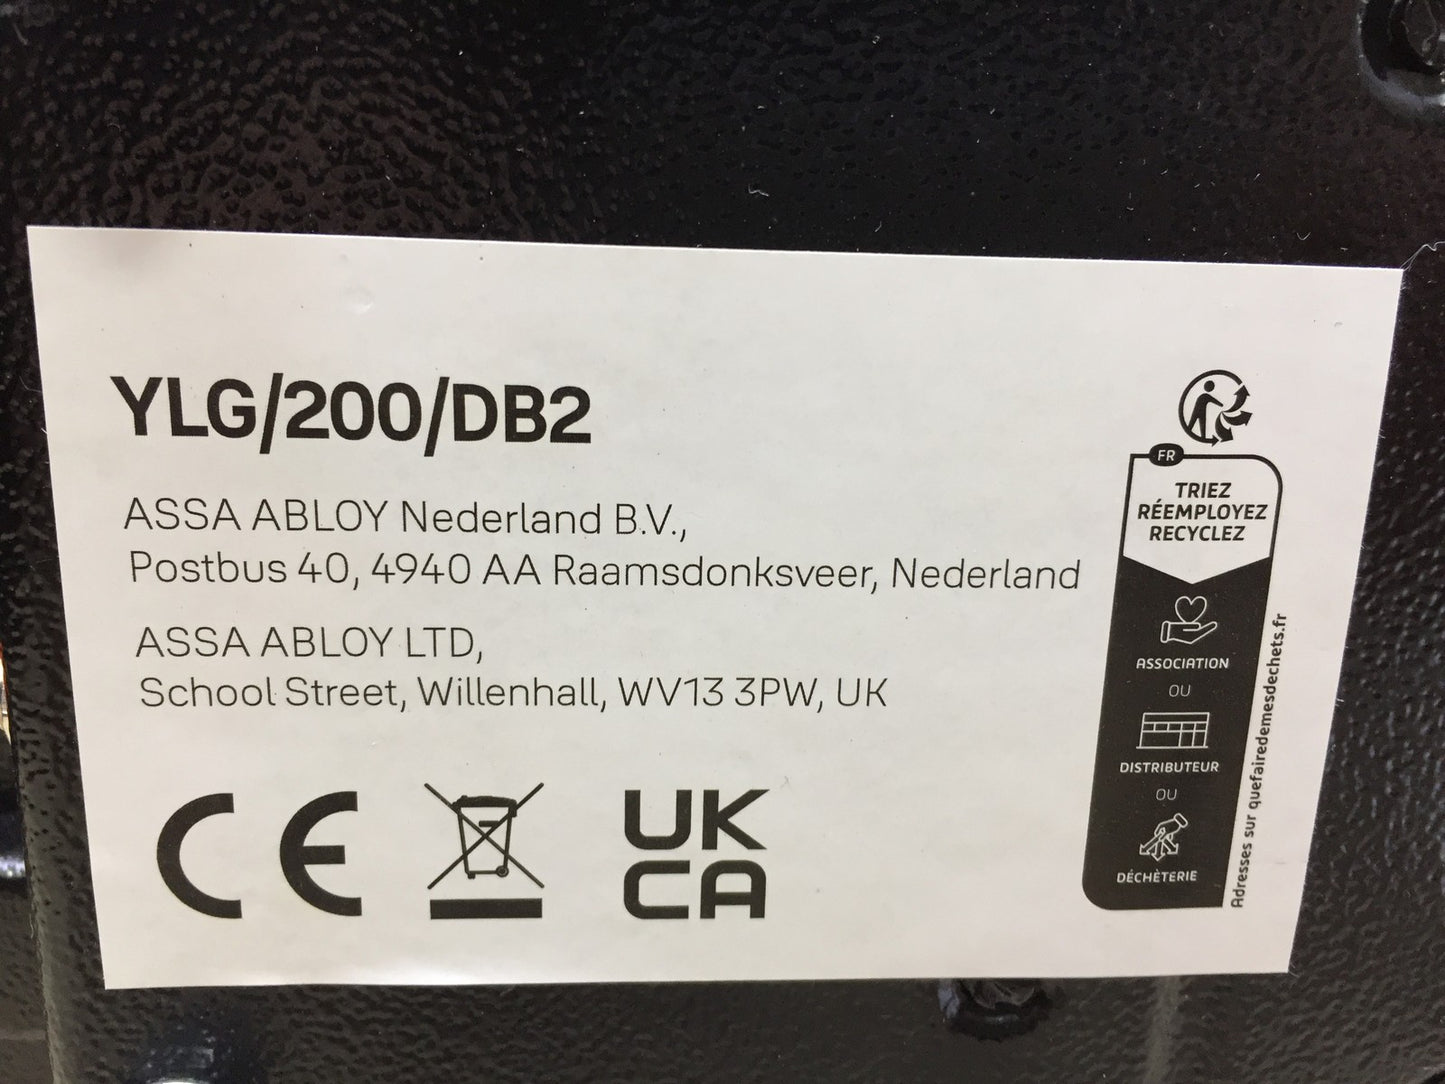 YLG/200/DB2
ASSA ABLOY Nederland B.V.,
Postbus 40, 4940 AA Raamsdonksveer, Nederland
ASSA ABLOY LTD,
School Street, Willenhall, WV13 3PW, UK
CE
UK
CA
FR
TRIEZ
RÉEMPLOYEZ
RECYCLEZ
ASSOCIATION
OU
DISTRIBUTEUR
OU
DÉCHÈTERIE
Adresses sur quefairedemesdechets.fr